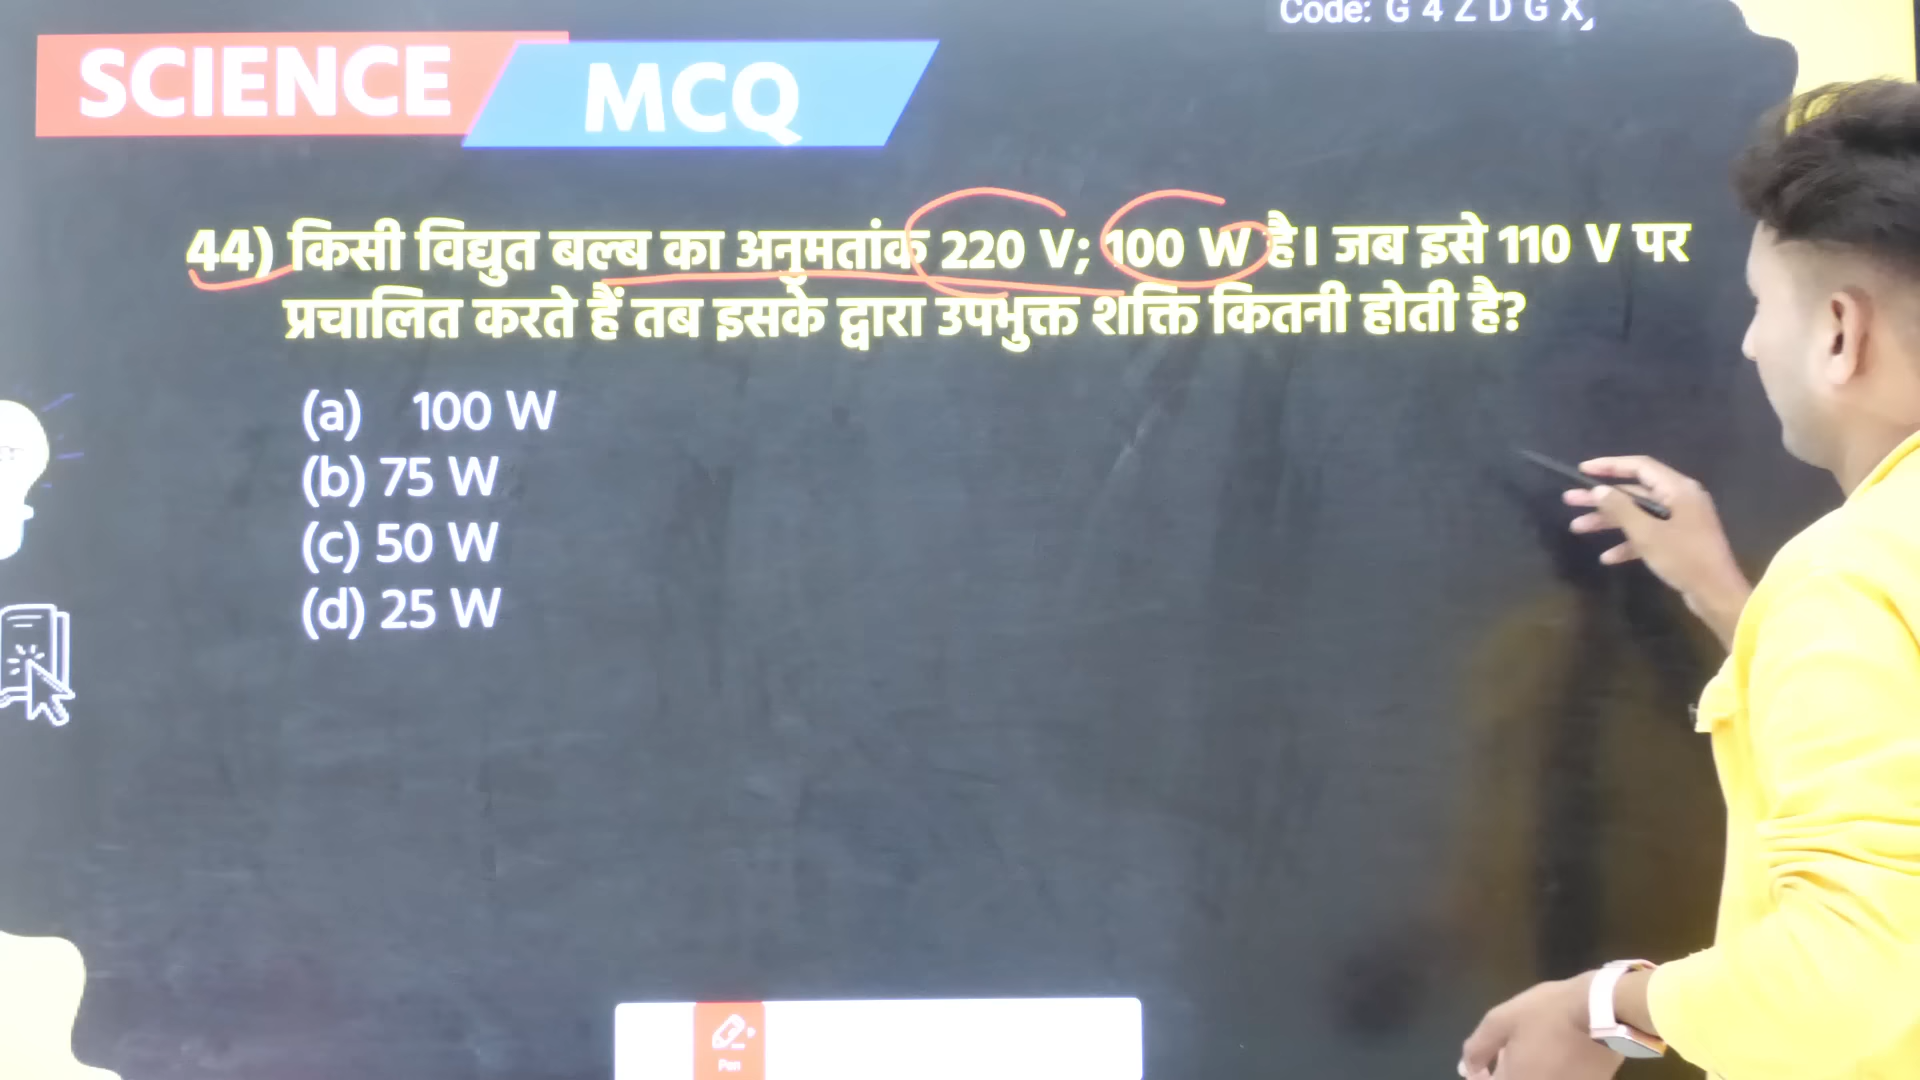 Code: G 4 Z D G X
SCIENCE
MCQ
44) किसी विद्युत बल्ब का अनुमतांक 220 V; 100 W है। जब इसे 110 V पर
प्रचालित करते हैं तब इसके द्वारा उपभुक्त शक्ति कितनी होती है?
(a) 100 W
(b) 75 W
(c) 50 W
(d) 25 W
Pen